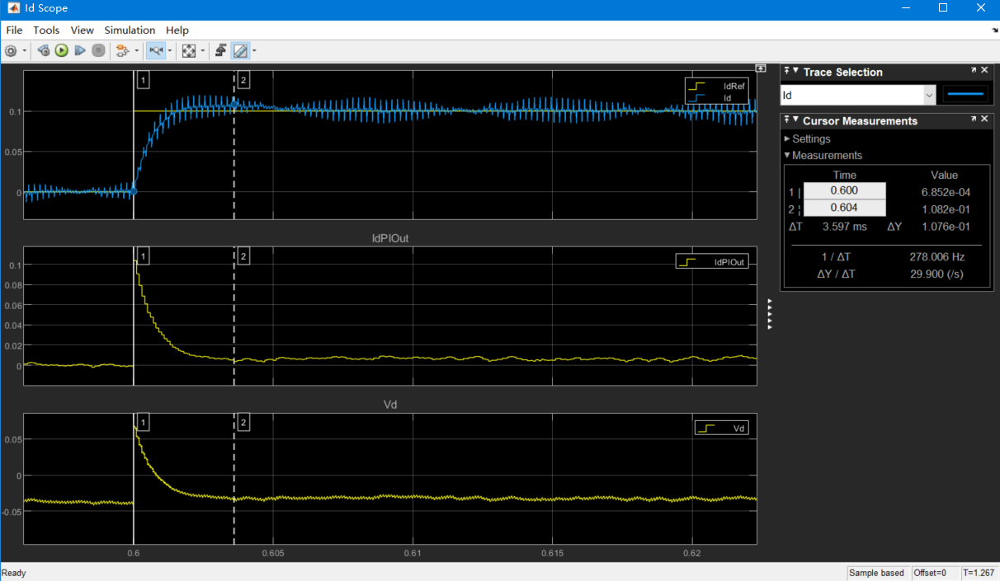 Id Scope
File Tools View Simulation Help
1
2
IdRef
Id
0.1
0.05
0
IdPIOut
1
2
IdPIOut
0.1
0.08
0.06
0.04
0.02
0
Vd
1
2
Vd
0.05
0
-0.05
0.6 0.605 0.61 0.615 0.62
Trace Selection
Id
Cursor Measurements
Settings
Measurements
Time Value
1 | 0.600 6.852e-04
2 ¦ 0.604 1.082e-01
ΔT 3.597 ms ΔY 1.076e-01
1 / ΔT 278.006 Hz
ΔY / ΔT 29.900 (/s)
Ready
Sample based Offset=0 T=1.267